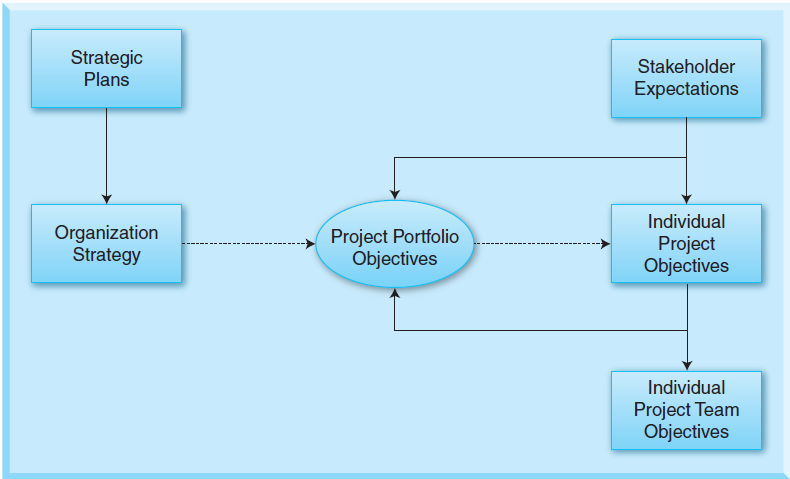 Strategic
Plans
Stakeholder
Expectations
Organization
Strategy
Project Portfolio
Objectives
Individual
Project
Objectives
Individual
Project Team
Objectives